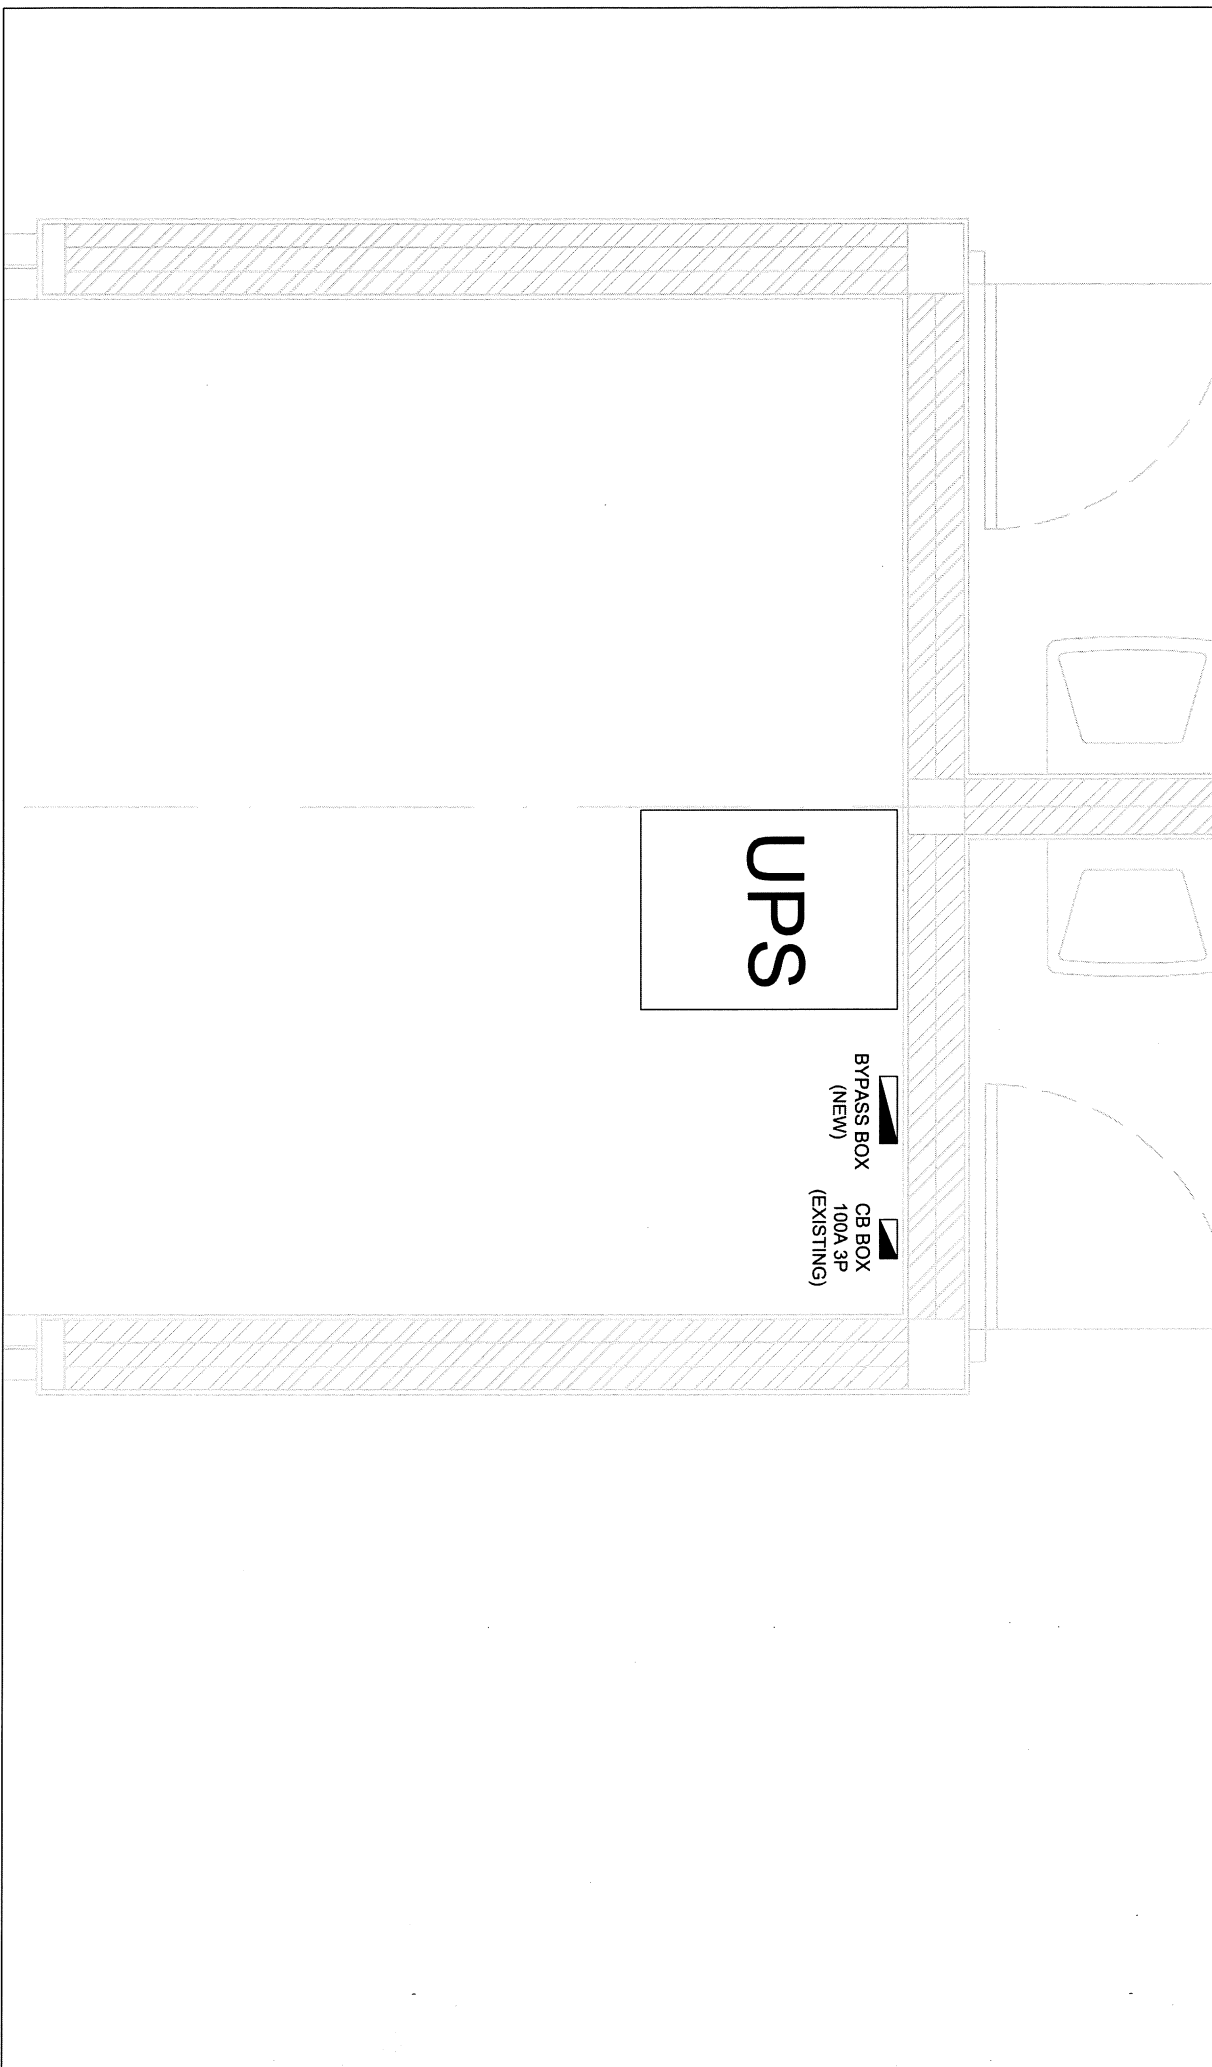 UPS
BYPASS BOX
(NEW)
CB BOX
100A 3P
(EXISTING)